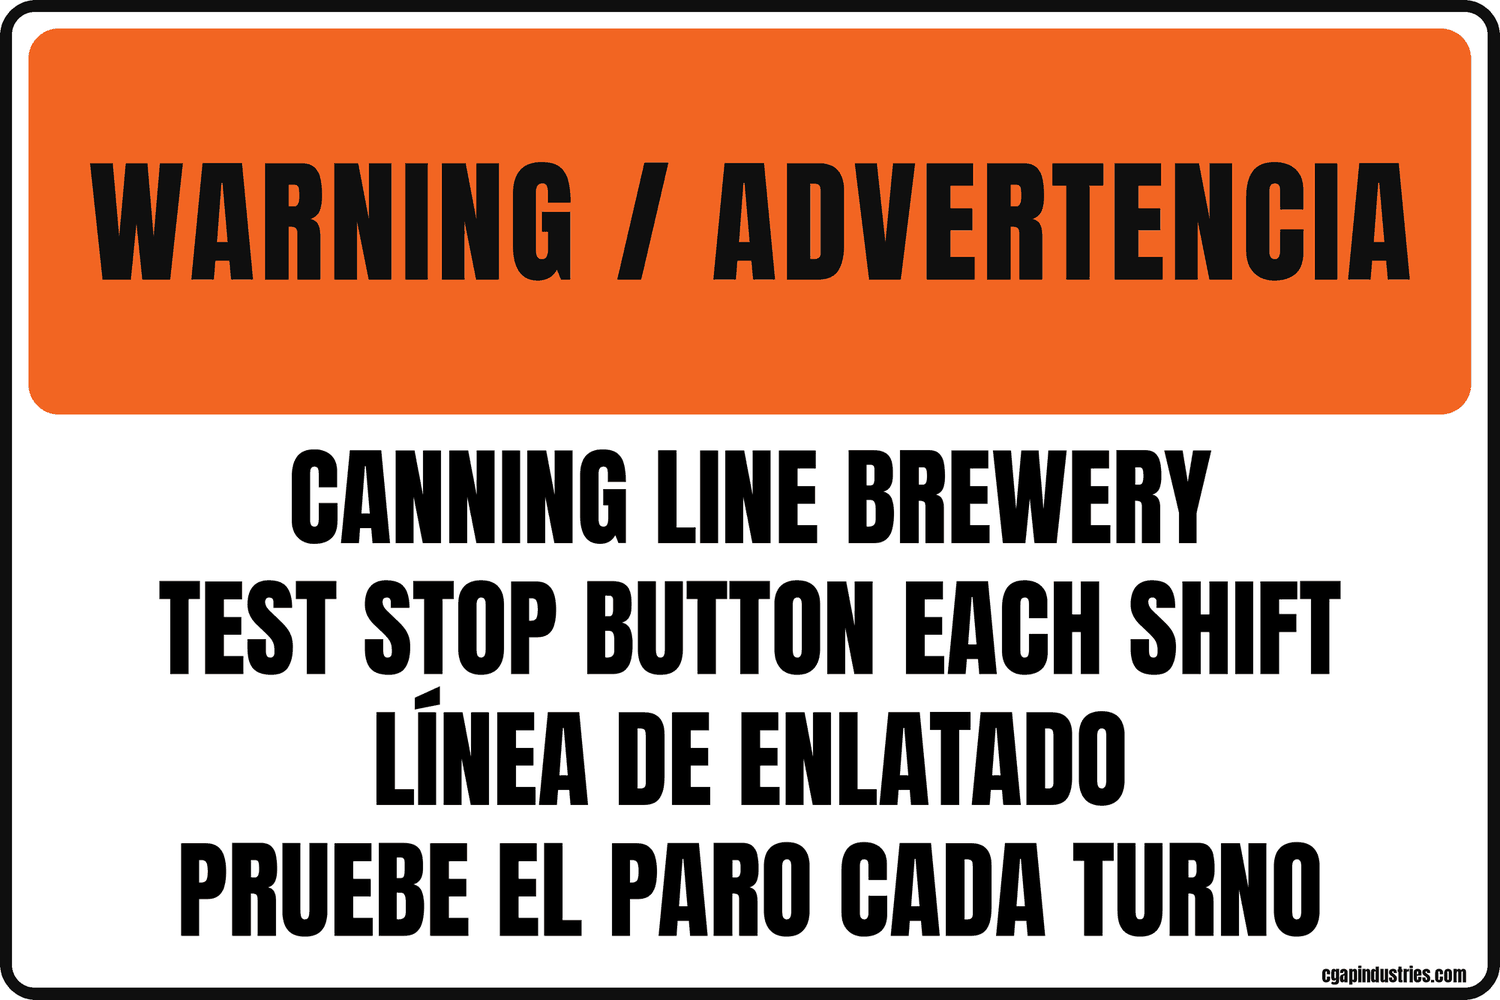 WARNING / ADVERTENCIA
CANNING LINE BREWERY
TEST STOP BUTTON EACH SHIFT
LÍNEA DE ENLATADO
PRUEBE EL PARO CADA TURNO
cgapindustries.com